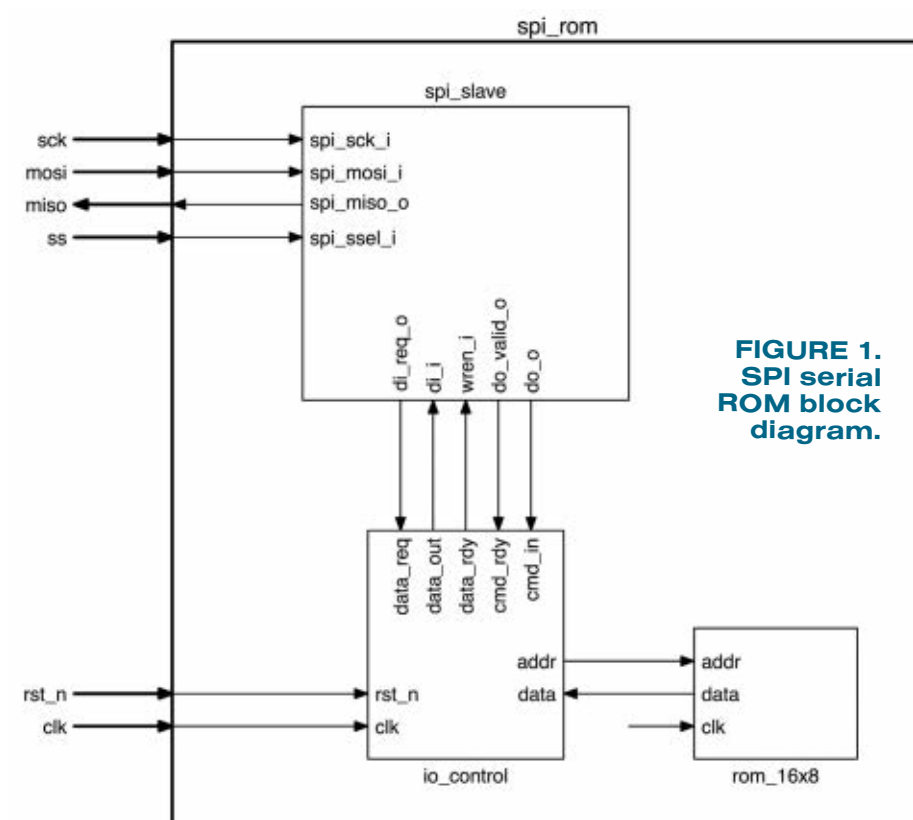 spi_rom
spi_slave
sck
spi_sck_i
mosi
spi_mosi_i
miso
spi_miso_o
ss
spi_ssel_i
di_req_o
di_i
wren_i
do_valid_o
do_o
FIGURE 1.
SPI serial
ROM block
diagram.
data_req
data_out
data_rdy
cmd_rdy
cmd_in
addr
addr
rst_n
rst_n
data
data
clk
clk
clk
io_control
rom_16x8